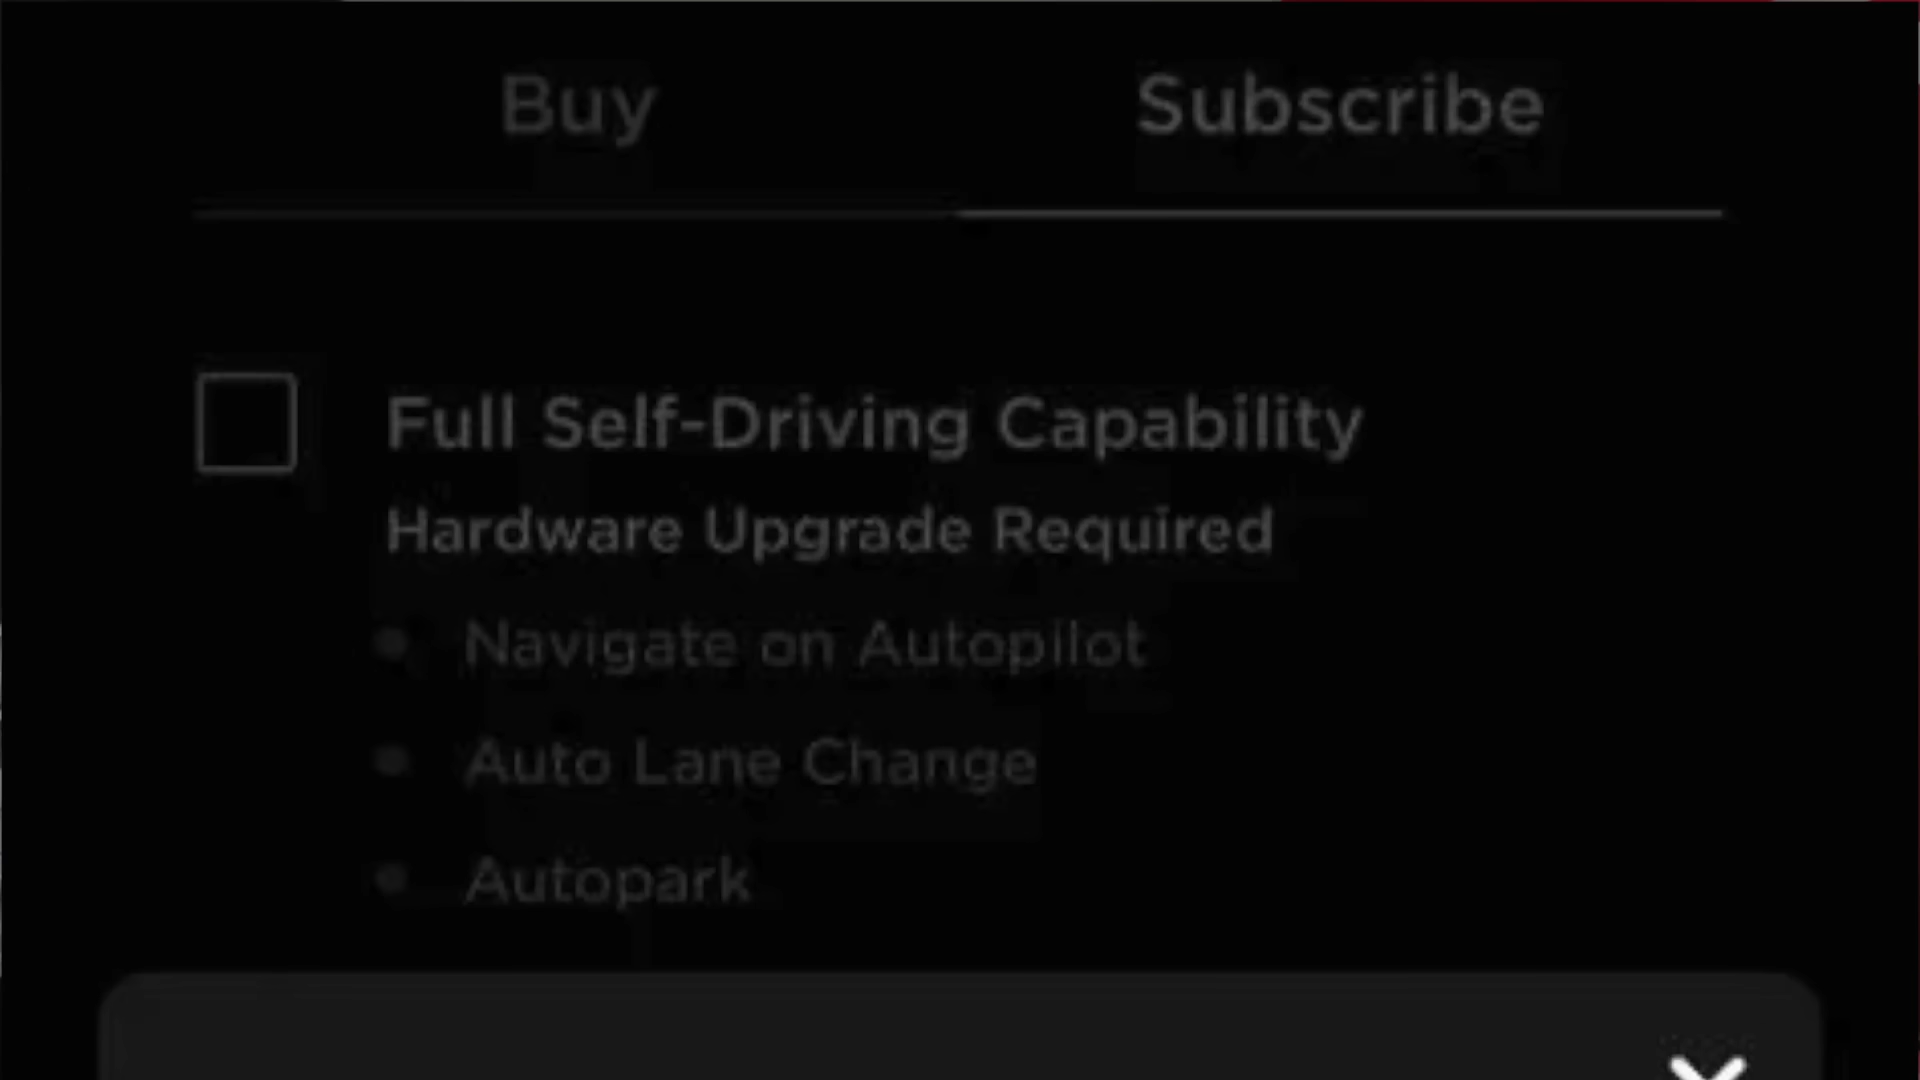 Buy
Subscribe
Full Self-Driving Capability
Hardware Upgrade Required
Navigate on Autopilot
Auto Lane Change
Autopark